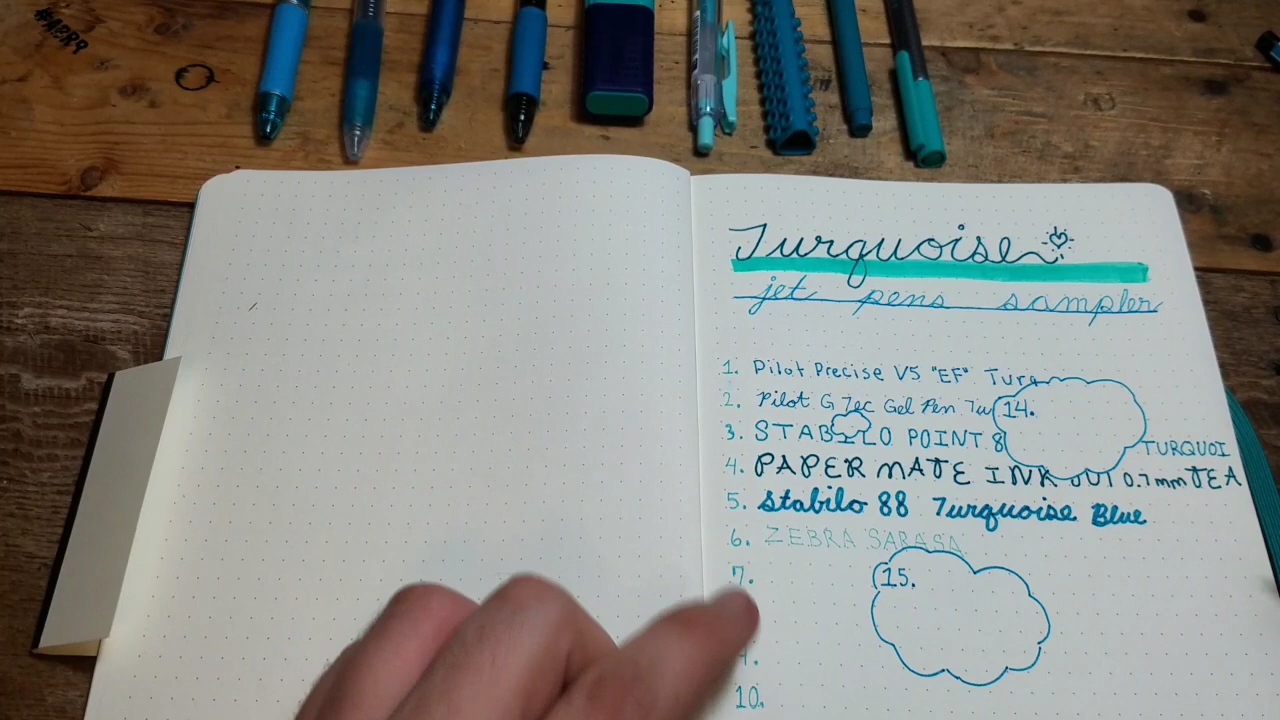 #ABR9
Turquoise
jet pens sampler
1. Pilot Precise V5 "EF" Turq
2. Pilot G Tec Gel Pen Tu
14.
3. STABILO POINT 8
TURQUOI
4. PAPER MATE INK JOY 0.7mm TEA
5. Stabilo 88 Turquoise Blue
6. ZEBRA SARASA
7.
15.
10.